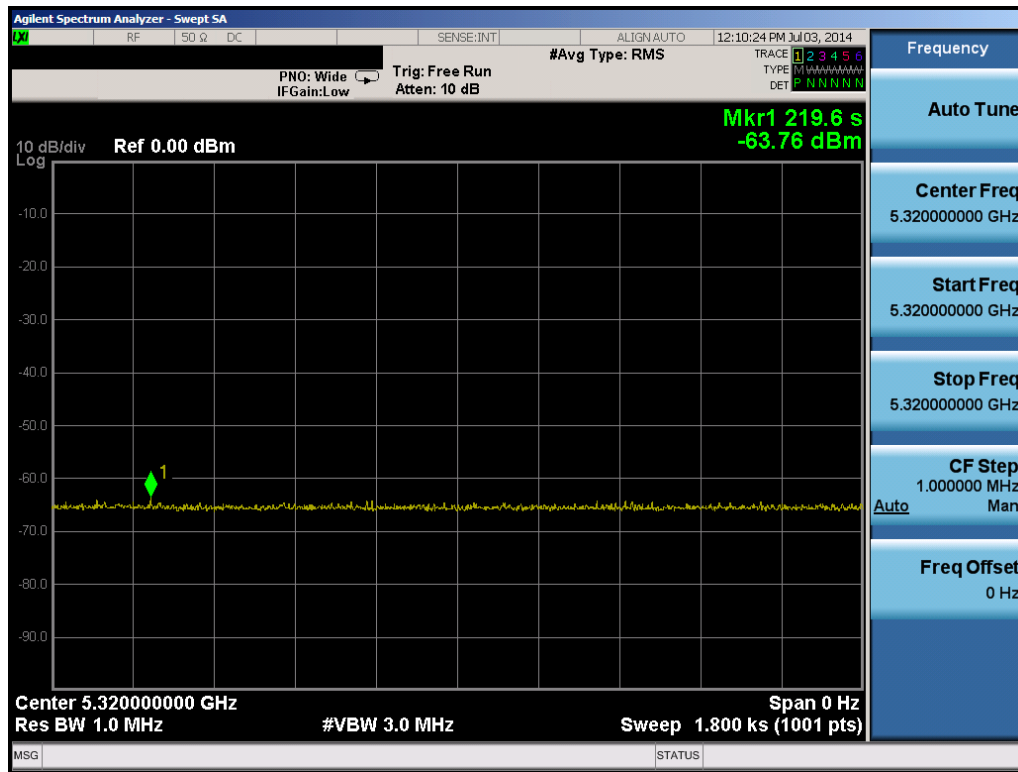 Agilent Spectrum Analyzer - Swept SA
LXI RF 50 Ω DC SENSE:INT ALIGN AUTO 12:10:24 PM Jul 03, 2014
#Avg Type: RMS
TRACE 1 2 3 4 5 6
PNO: Wide Trig: Free Run
TYPE M WWWWW
IFGain:Low Atten: 10 dB
DET P N N N N N
Mkr1 219.6 s
-63.76 dBm
10 dB/div Ref 0.00 dBm
Log
-10.0
-20.0
-30.0
-40.0
-50.0
1
-60.0
-70.0
-80.0
-90.0
Center 5.320000000 GHz Span 0 Hz
Res BW 1.0 MHz #VBW 3.0 MHz Sweep 1.800 ks (1001 pts)
MSG STATUS
Frequency
Auto Tune
Center Freq
5.320000000 GHz
Start Freq
5.320000000 GHz
Stop Freq
5.320000000 GHz
CF Step
1.000000 MHz
Auto Man
Freq Offset
0 Hz